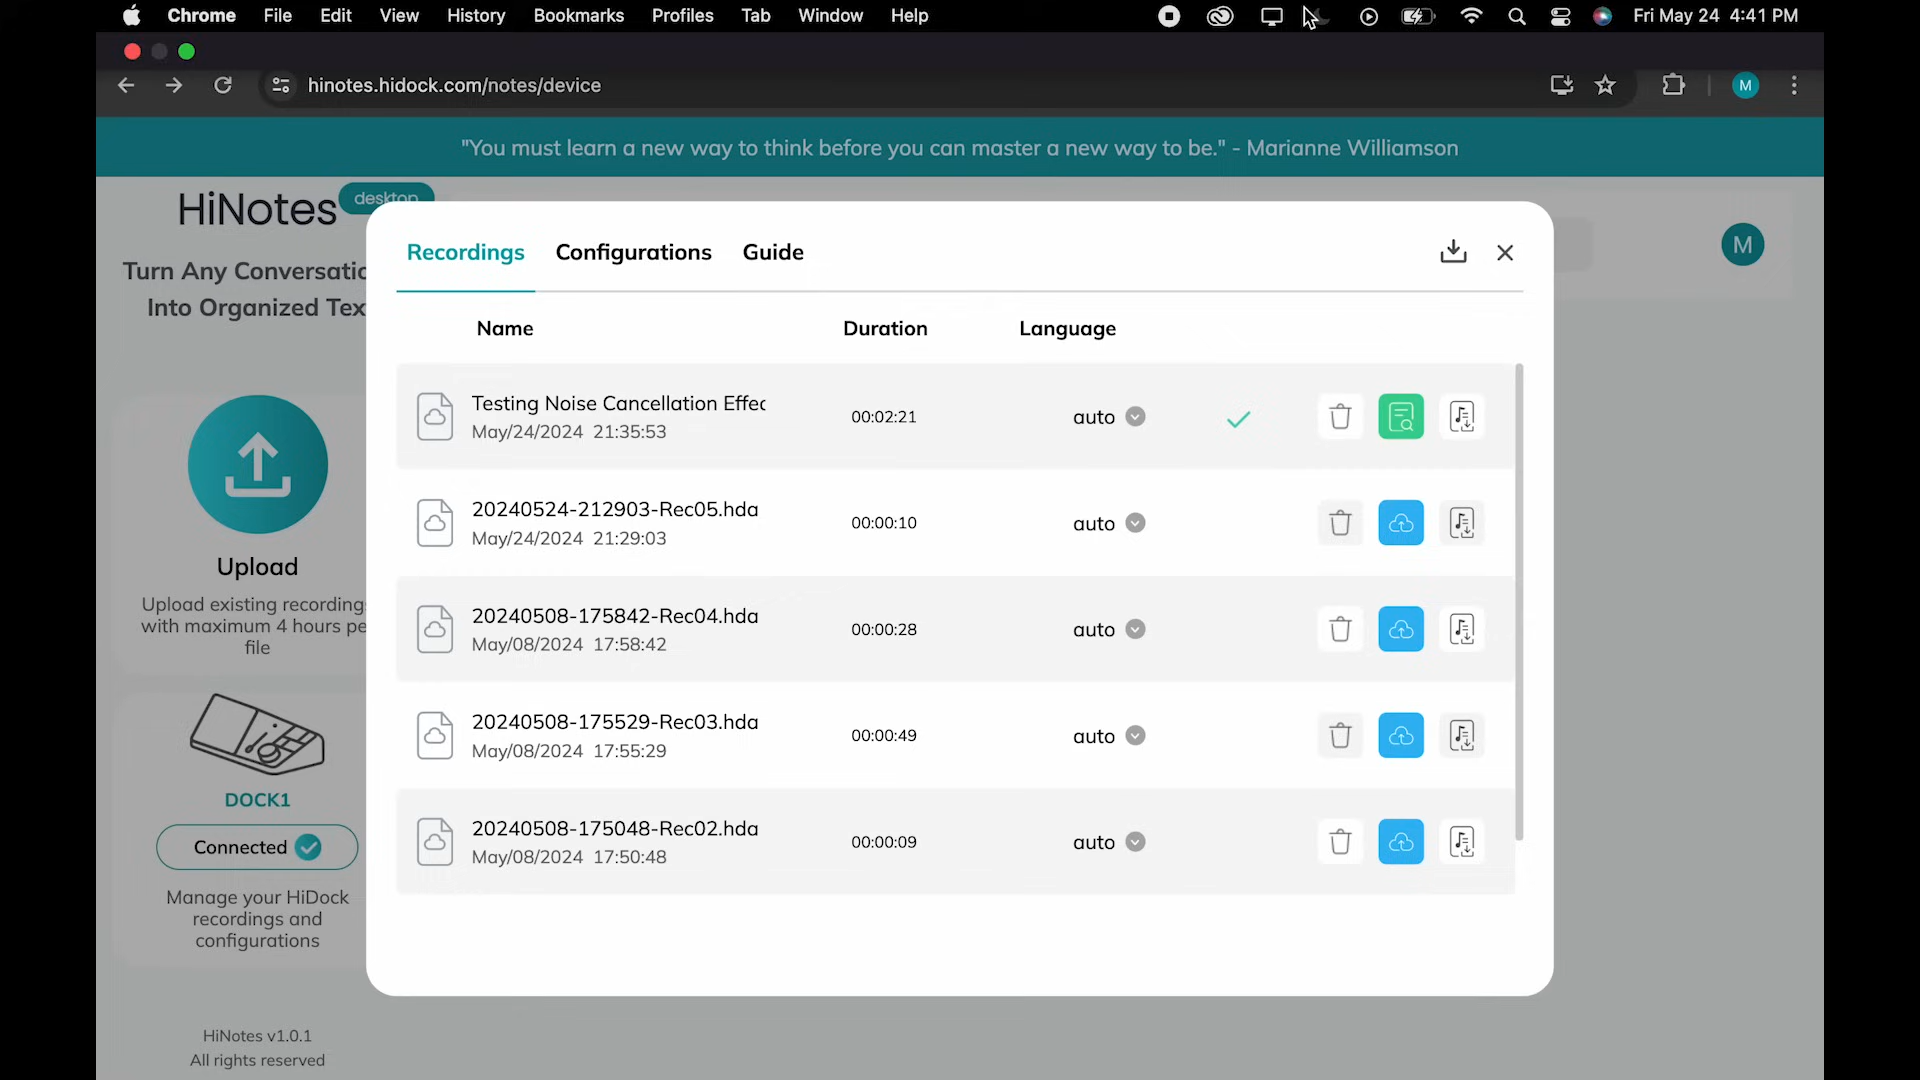 Chrome File Edit View History Bookmarks Profiles Tab Window Help Fri May 24 4:41 PM
hinotes.hidock.com/notes/device M
"You must learn a new way to think before you can master a new way to be." - Marianne Williamson
HiNotes desktop
Turn Any Conversatio
Into Organized Tex
Upload
Upload existing recording
with maximum 4 hours pe
file
DOCK1
Connected
Manage your HiDock
recordings and
configurations
HiNotes v1.0.1
All rights reserved
Recordings Configurations Guide
M
Name Duration Language
Testing Noise Cancellation Effec
May/24/2024 21:35:53
00:02:21 auto
20240524-212903-Rec05.hda
May/24/2024 21:29:03
00:00:10 auto
20240508-175842-Rec04.hda
May/08/2024 17:58:42
00:00:28 auto
20240508-175529-Rec03.hda
May/08/2024 17:55:29
00:00:49 auto
20240508-175048-Rec02.hda
May/08/2024 17:50:48
00:00:09 auto